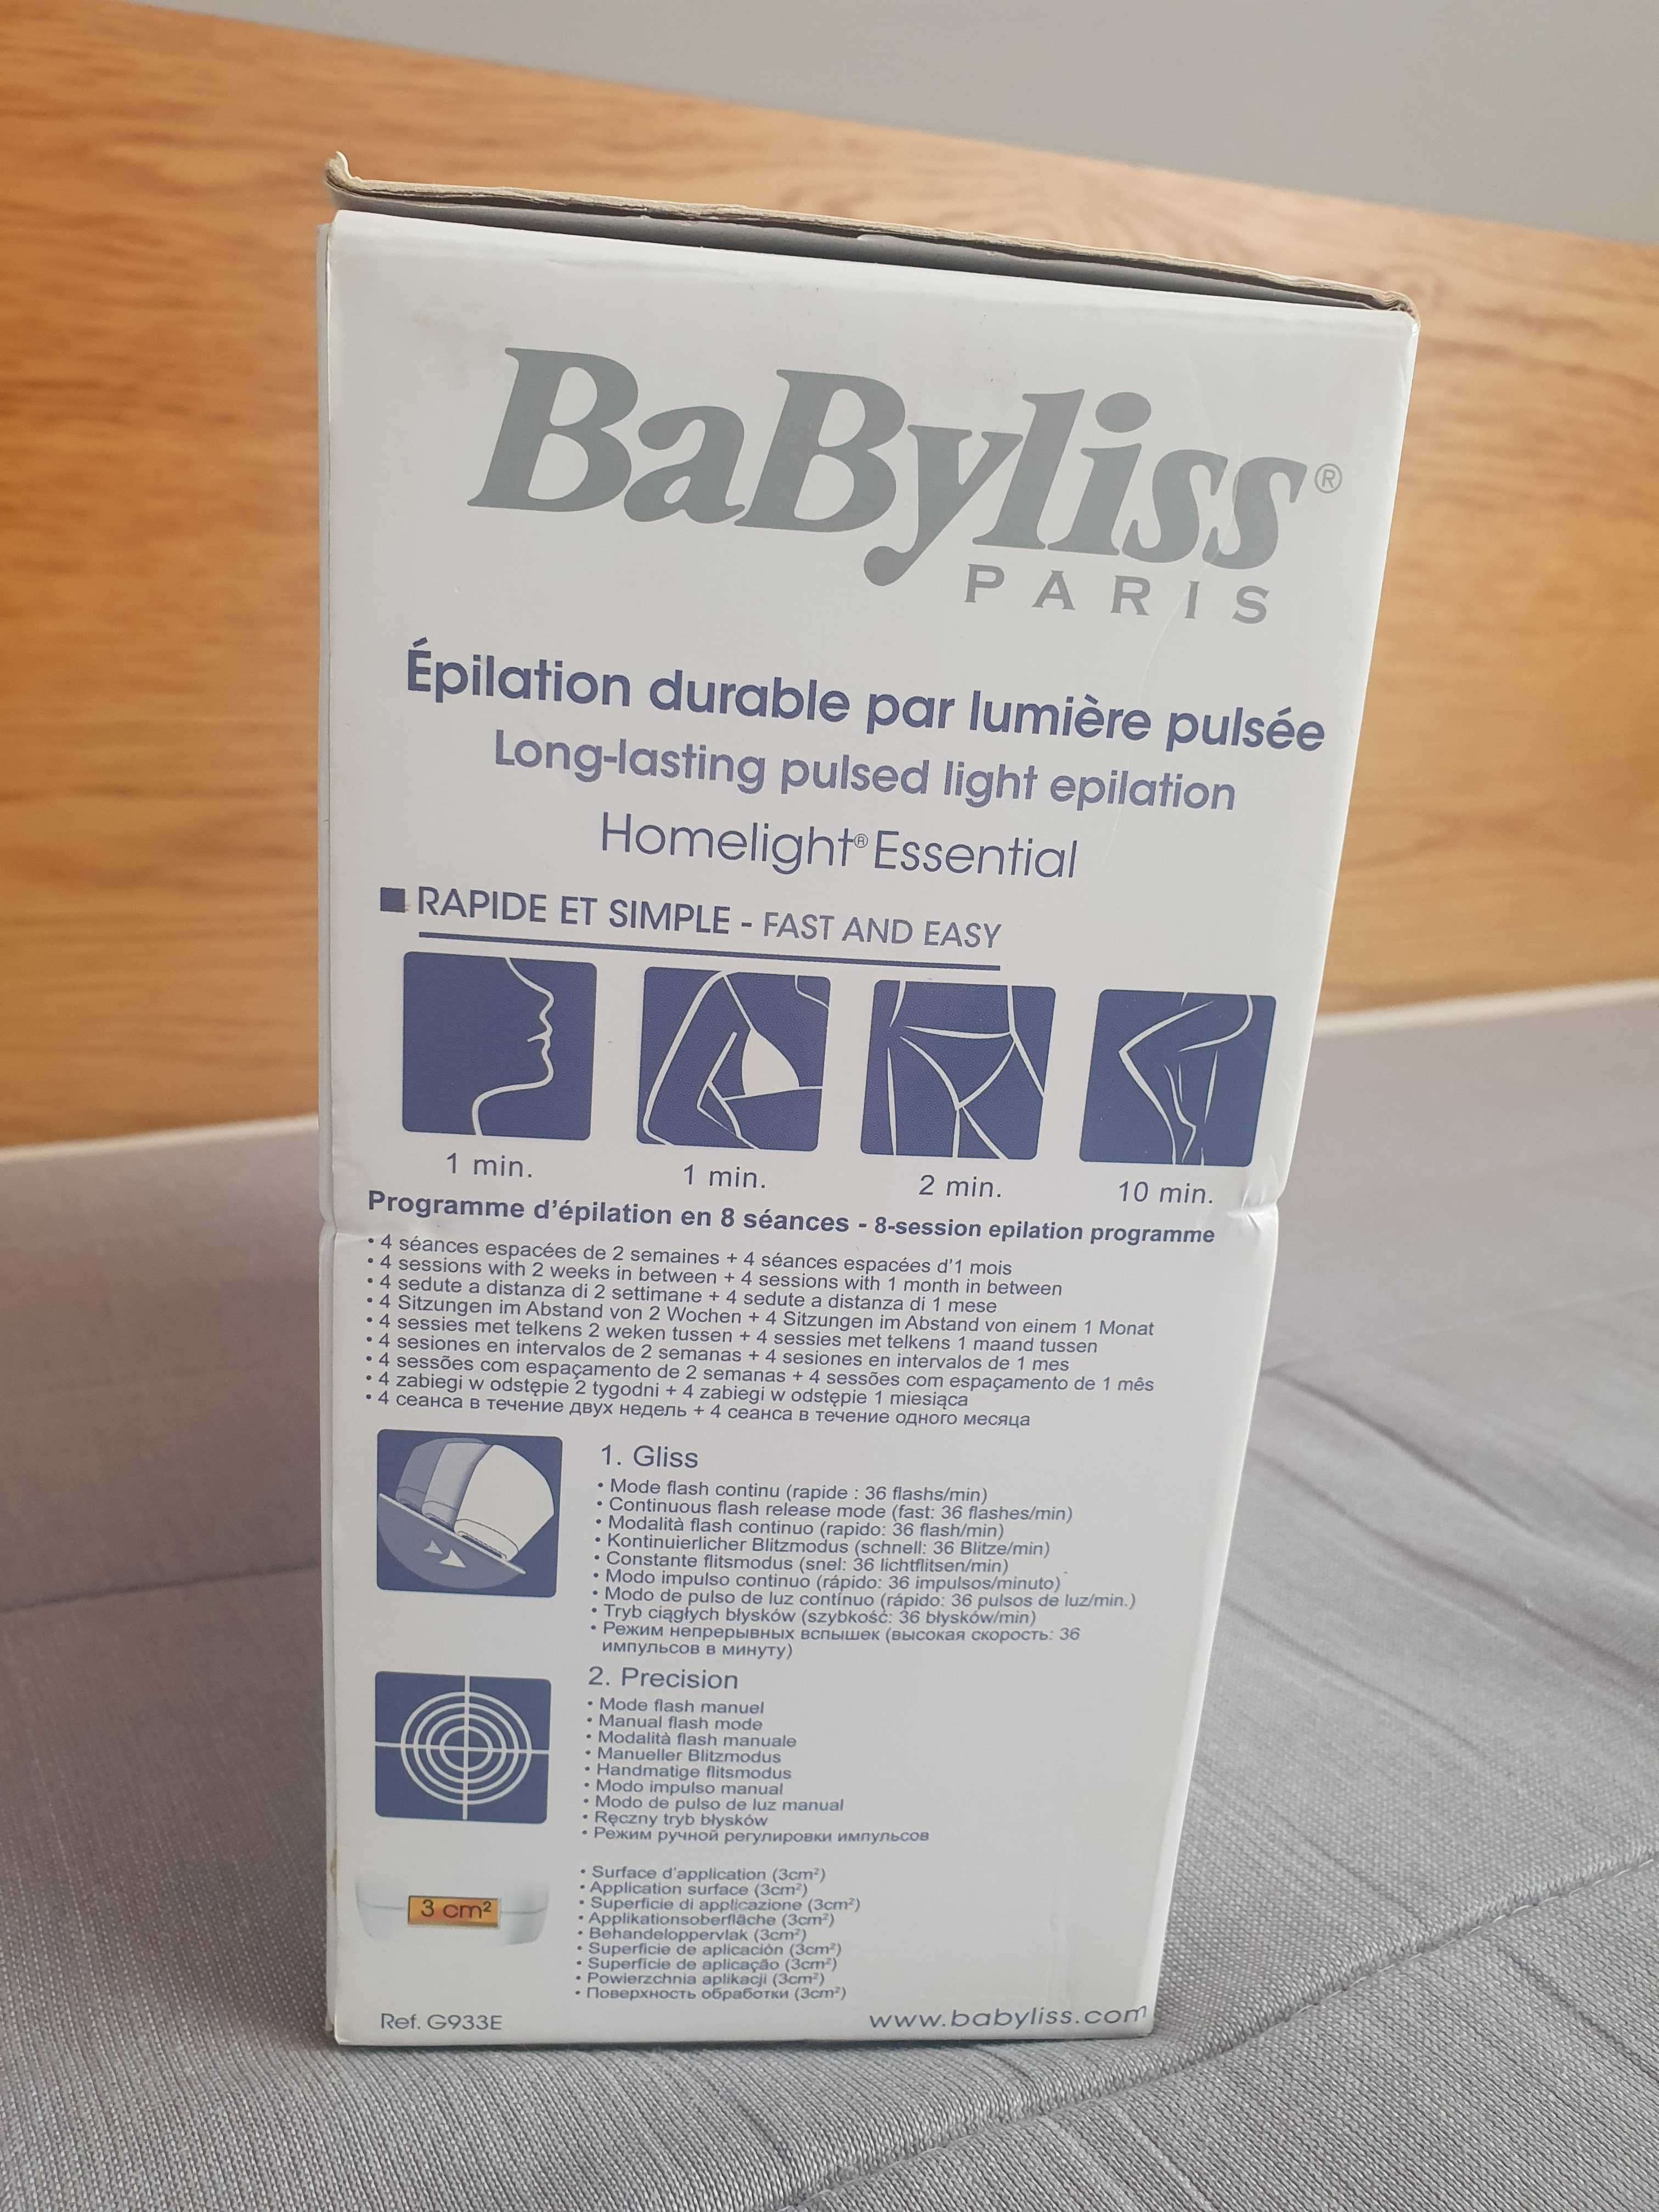 BaByliss®
PARIS
Épilation durable par lumière pulsée
Long-lasting pulsed light epilation
Homelight® Essential
RAPIDE ET SIMPLE - FAST AND EASY
1 min.
1 min.
2 min.
10 min.
Programme d'épilation en 8 séances - 8-session epilation programme
• 4 séances espacées de 2 semaines + 4 séances espacées d'1 mois
• 4 sessions with 2 weeks in between + 4 sessions with 1 month in between
• 4 sedute a distanza di 2 settimane + 4 sedute a distanza di 1 mese
• 4 Sitzungen im Abstand von 2 Wochen + 4 Sitzungen im Abstand von einem 1 Monat
• 4 sessies met telkens 2 weken tussen + 4 sessies met telkens 1 maand tussen
• 4 sesiones en intervalos de 2 semanas + 4 sesiones en intervalos de 1 mes
• 4 sessões com espaçamento de 2 semanas + 4 sessões com espaçamento de 1 mês
• 4 zabiegi w odstępie 2 tygodni + 4 zabiegi w odstępie 1 miesiąca
• 4 сеанса в течение двух недель + 4 сеанса в течение одного месяца
1. Gliss
• Mode flash continu (rapide : 36 flashs/min)
• Continuous flash release mode (fast: 36 flashes/min)
• Modalità flash continuo (rapido: 36 flash/min)
• Kontinuierlicher Blitzmodus (schnell: 36 Blitze/min)
• Constante flitsmodus (snel: 36 lichtflitsen/min)
• Modo impulso continuo (rápido: 36 impulsos/minuto)
• Modo de pulso de luz contínuo (rápido: 36 pulsos de luz/min.)
• Tryb ciągłych błysków (szybkość: 36 błysków/min)
• Режим непрерывных вспышек (высокая скорость: 36
импульсов в минуту)
2. Precision
• Mode flash manuel
• Manual flash mode
• Modalità flash manuale
• Manueller Blitzmodus
• Handmatige flitsmodus
• Modo impulso manual
• Modo de pulso de luz manual
• Ręczny tryb błysków
• Режим ручной регулировки импульсов
3 cm²
• Surface d'application (3cm²)
• Application surface (3cm²)
• Superficie di applicazione (3cm²)
• Applikationsoberfläche (3cm²)
• Behandeloppervlak (3cm²)
• Superficie de aplicación (3cm²)
• Superfície de aplicação (3cm²)
• Powierzchnia aplikacji (3cm²)
• Поверхность обработки (3cm²)
Ref. G933E
www.babyliss.com